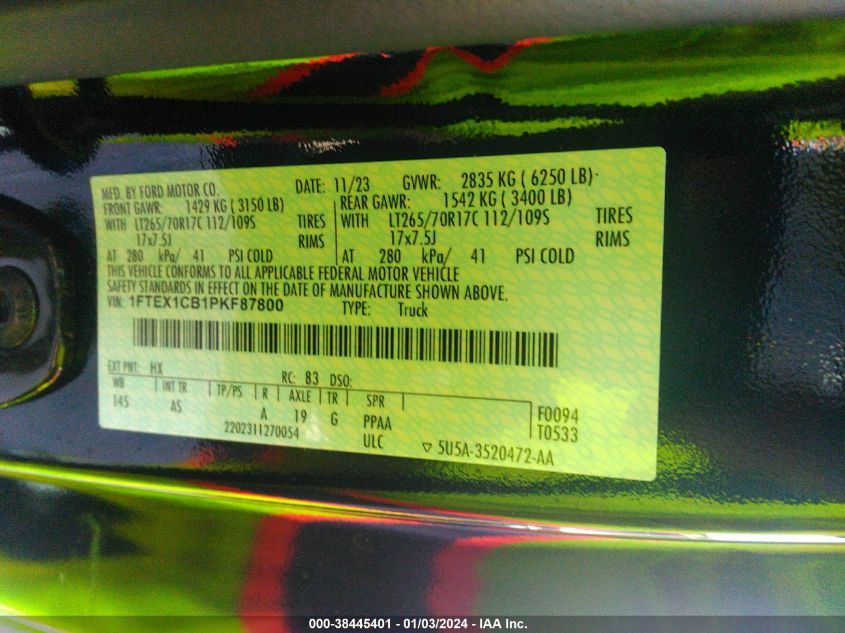 MFD. BY FORD MOTOR CO. DATE: 11/23 GVWR: 2835 KG ( 6250 LB)
FRONT GAWR: 1429 KG ( 3150 LB) REAR GAWR: 1542 KG ( 3400 LB)
WITH LT265/70R17C 112/109S TIRES WITH LT265/70R17C 112/109S TIRES
17x7.5J RIMS 17x7.5J RIMS
AT 280 kPa/ 41 PSI COLD AT 280 kPa/ 41 PSI COLD
THIS VEHICLE CONFORMS TO ALL APPLICABLE FEDERAL MOTOR VEHICLE
SAFETY STANDARDS IN EFFECT ON THE DATE OF MANUFACTURE SHOWN ABOVE.
VIN: 1FTEX1CB1PKF87800 TYPE: Truck
EXT PNT: HX RC: 83 DSO:
WB INT TR TP/PS R AXLE TR SPR
145 AS A 19 G PPAA F0094
2202311270054 ULC T0533
5U5A-3520472-AA
000-38445401 - 01/03/2024 - IAA Inc.